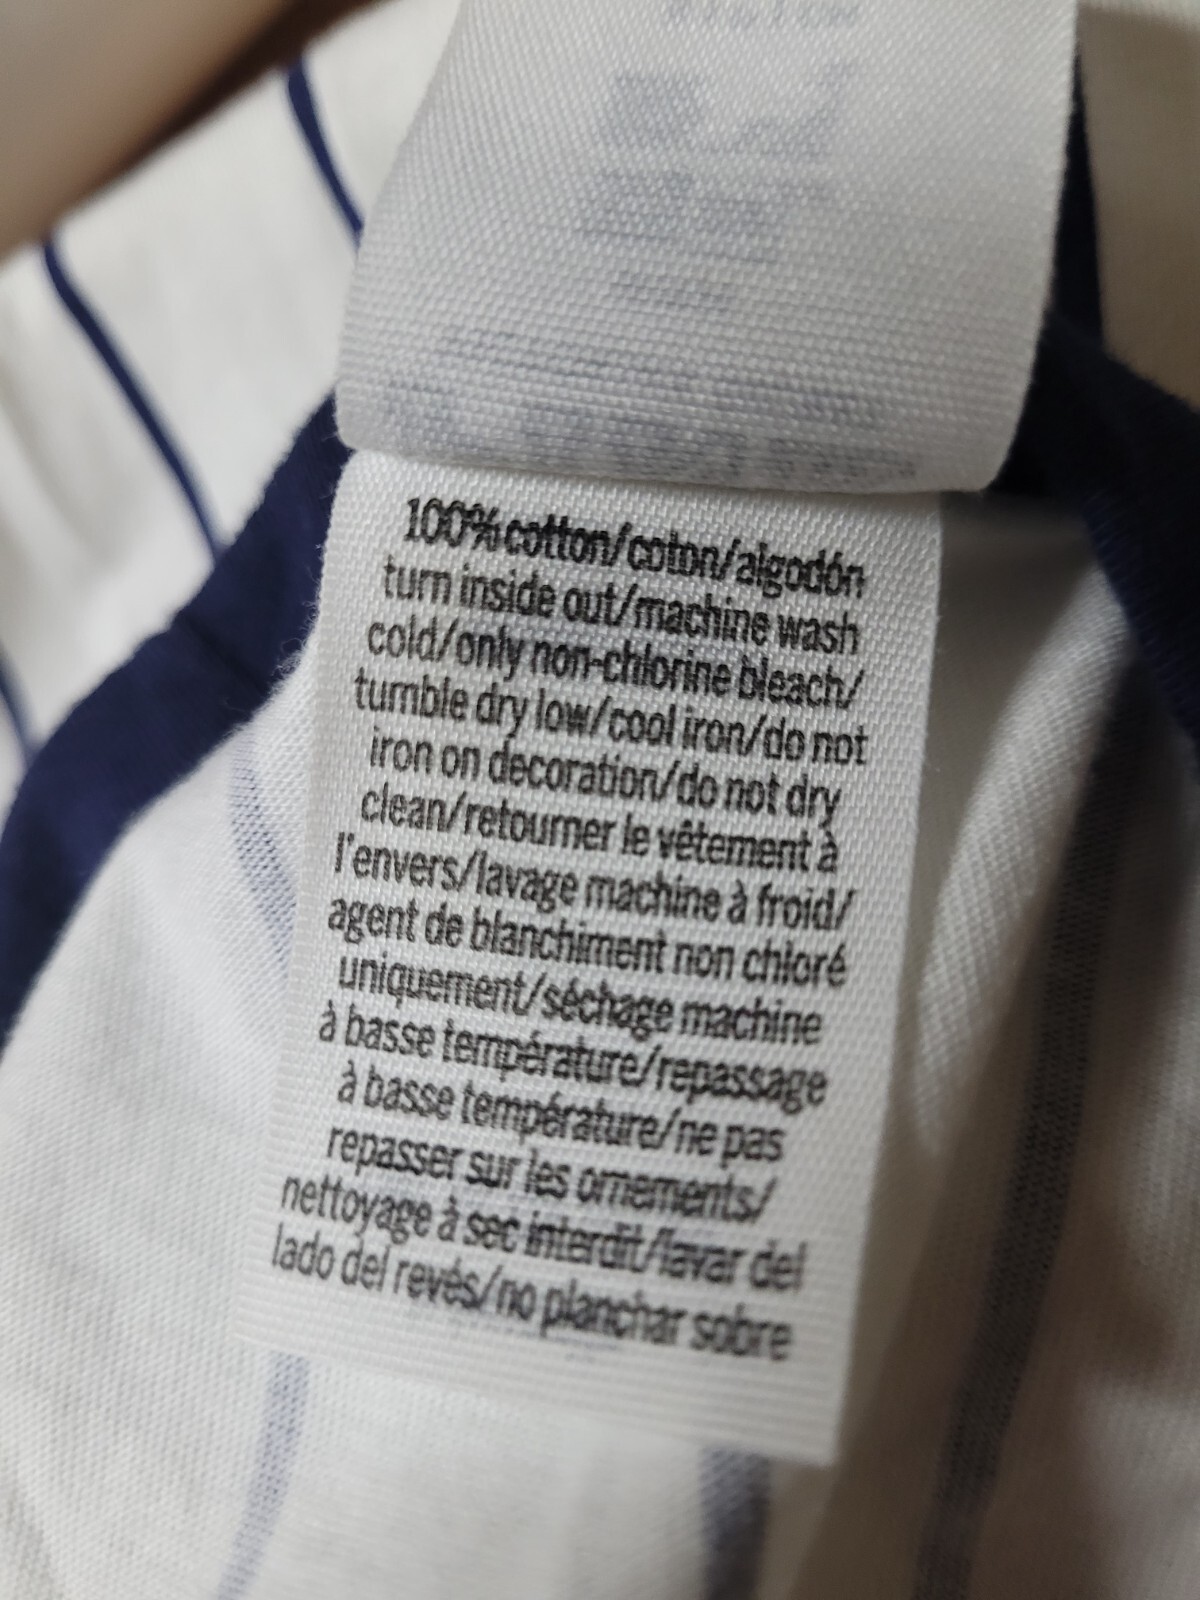 100% cotton/coton/algodón
turn inside out/machine wash
cold/only non-chlorine bleach/
tumble dry low/cool iron/do not
iron on decoration/do not dry
clean/retourner le vêtement à
l'envers/lavage machine à froid/
agent de blanchiment non chloré
uniquement/séchage machine
à basse température/repassage
à basse température/ne pas
repasser sur les ornements/
nettoyage à sec interdit/lavar del
lado del revés/no planchar sobre